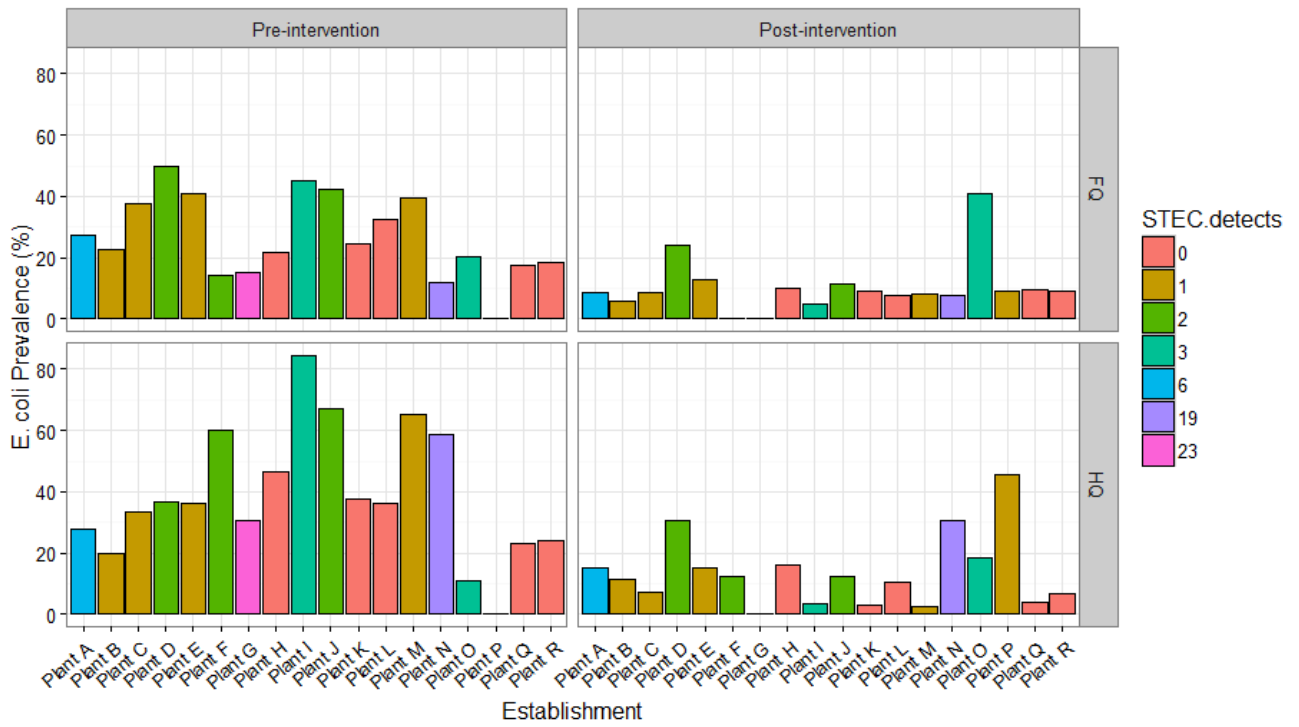 Pre-intervention
Post-intervention
E. coli Prevalence (%)
80
60
40
20
0
FQ
80
60
40
20
0
HQ
Plant A
Plant B
Plant C
Plant D
Plant E
Plant F
Plant G
Plant H
Plant I
Plant J
Plant K
Plant L
Plant M
Plant N
Plant O
Plant P
Plant Q
Plant R
Plant A
Plant B
Plant C
Plant D
Plant E
Plant F
Plant G
Plant H
Plant I
Plant J
Plant K
Plant L
Plant M
Plant N
Plant O
Plant P
Plant Q
Plant R
Establishment
STEC.detects
0
1
2
3
6
19
23